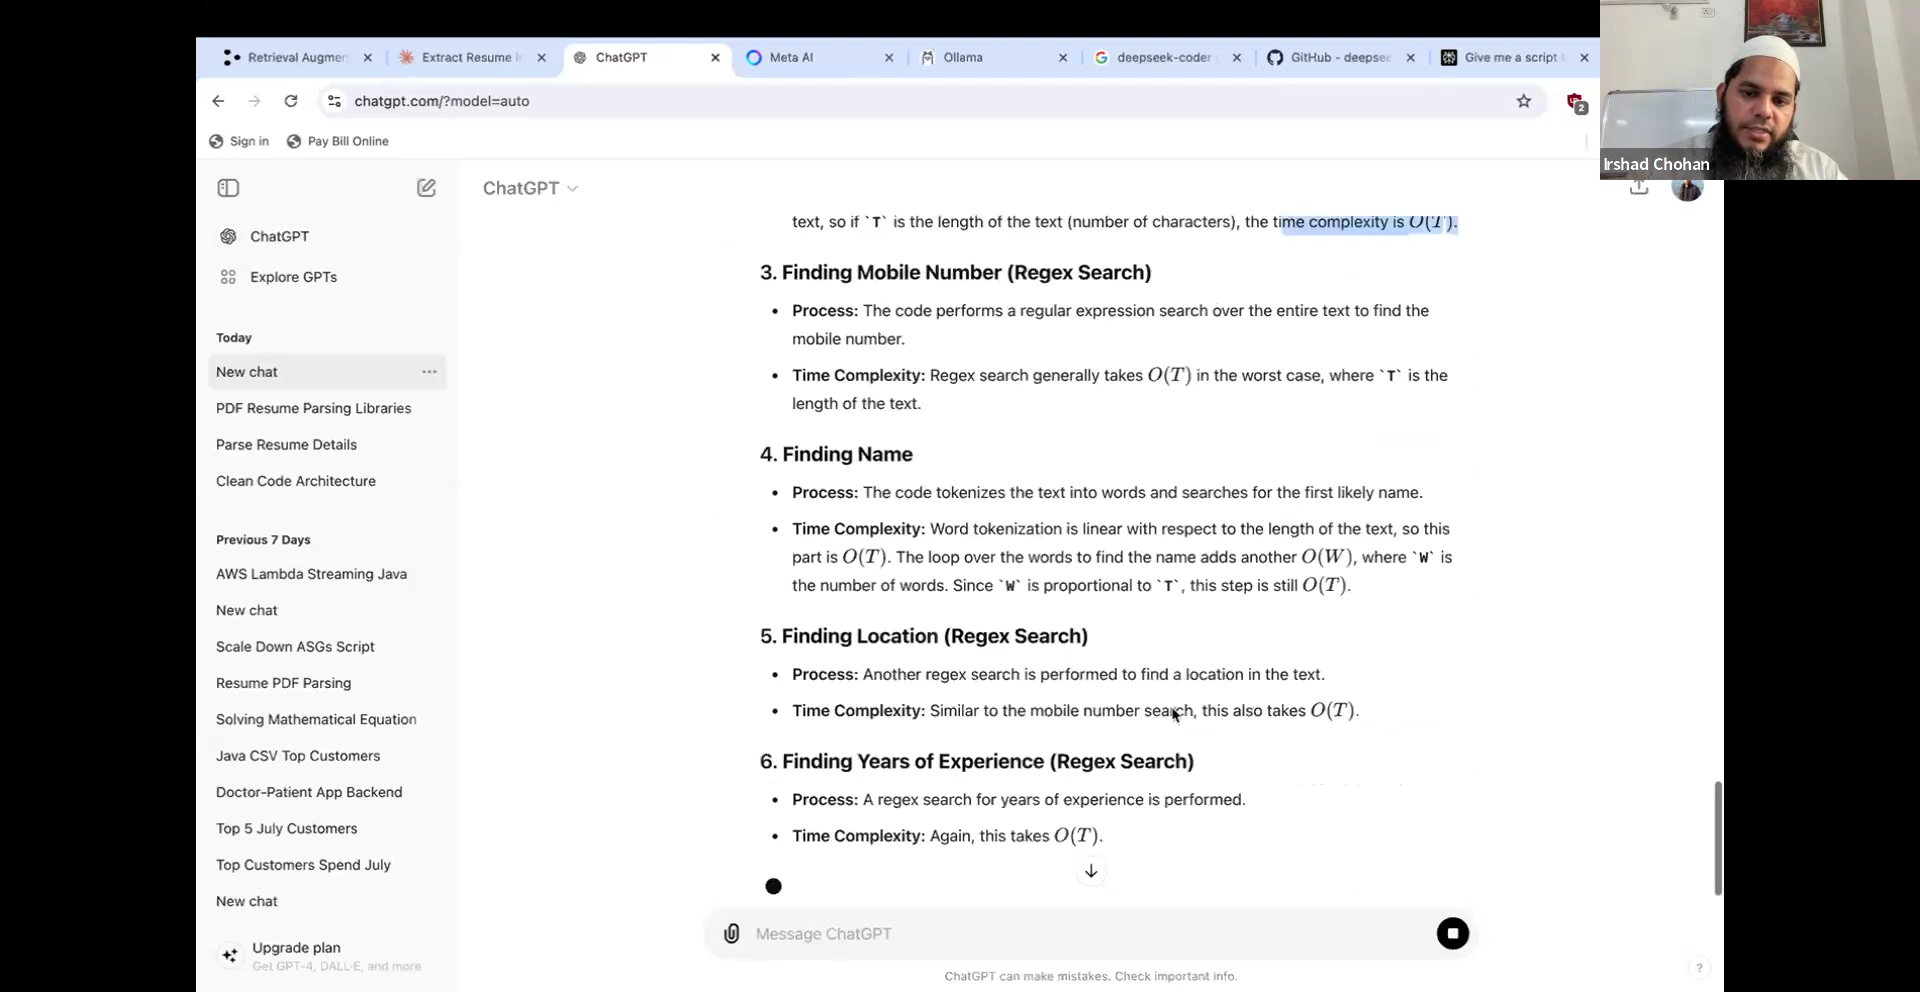 Retrieval Augmen
Extract Resume In
ChatGPT
Meta AI
Ollama
deepseek-coder
GitHub - deepsee
Give me a script
chatgpt.com/?model=auto
2
Sign in
Pay Bill Online
Irshad Chohan
ChatGPT
ChatGPT
Explore GPTs
Today
New chat
PDF Resume Parsing Libraries
Parse Resume Details
Clean Code Architecture
Previous 7 Days
AWS Lambda Streaming Java
New chat
Scale Down ASGs Script
Resume PDF Parsing
Solving Mathematical Equation
Java CSV Top Customers
Doctor-Patient App Backend
Top 5 July Customers
Top Customers Spend July
New chat
Upgrade plan
Get GPT-4, DALL·E, and more
text, so if `T` is the length of the text (number of characters), the time complexity is O(T).
3. Finding Mobile Number (Regex Search)
• Process: The code performs a regular expression search over the entire text to find the
mobile number.
• Time Complexity: Regex search generally takes O(T) in the worst case, where `T` is the
length of the text.
4. Finding Name
• Process: The code tokenizes the text into words and searches for the first likely name.
• Time Complexity: Word tokenization is linear with respect to the length of the text, so this
part is O(T). The loop over the words to find the name adds another O(W), where `W` is
the number of words. Since `W` is proportional to `T`, this step is still O(T).
5. Finding Location (Regex Search)
• Process: Another regex search is performed to find a location in the text.
• Time Complexity: Similar to the mobile number search, this also takes O(T).
6. Finding Years of Experience (Regex Search)
• Process: A regex search for years of experience is performed.
• Time Complexity: Again, this takes O(T).
Message ChatGPT
ChatGPT can make mistakes. Check important info.
?